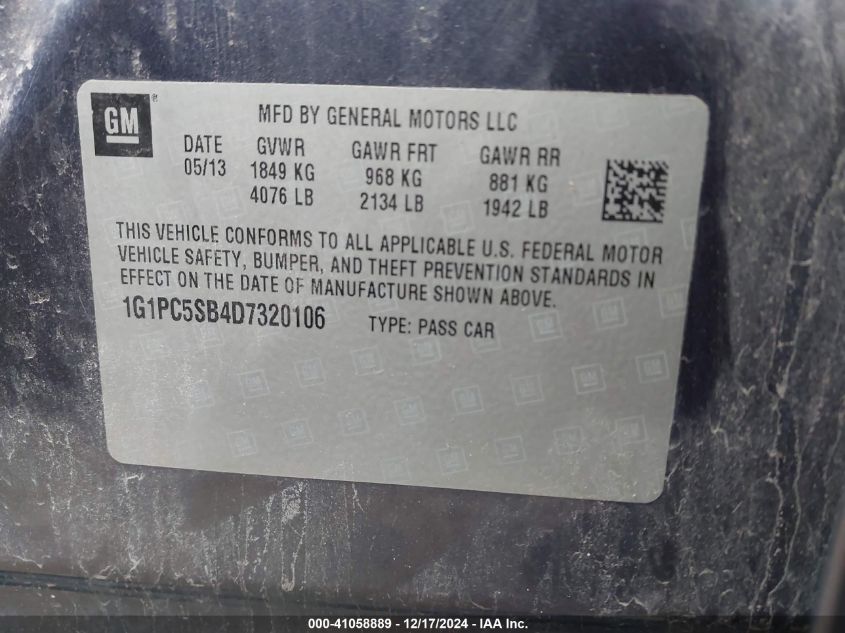 GM ® MFD BY GENERAL MOTORS LLC
DATE GVWR GAWR FRT GAWR RR
05/13 1849 KG 968 KG 881 KG
4076 LB 2134 LB 1942 LB
THIS VEHICLE CONFORMS TO ALL APPLICABLE U.S. FEDERAL MOTOR
VEHICLE SAFETY, BUMPER, AND THEFT PREVENTION STANDARDS IN
EFFECT ON THE DATE OF MANUFACTURE SHOWN ABOVE.
1G1PC5SB4D7320106 TYPE: PASS CAR
000-41058889 - 12/17/2024 - IAAI Inc.